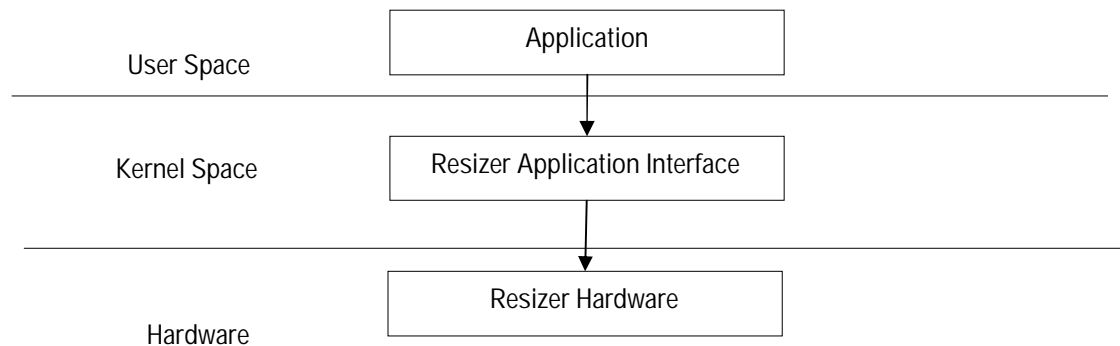 Application
User Space
Resizer Application Interface
Kernel Space
Resizer Hardware
Hardware